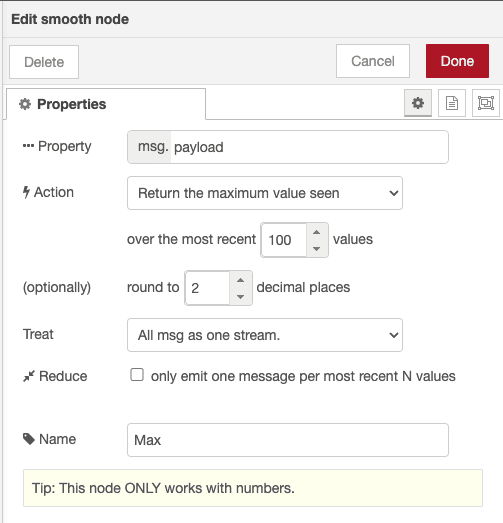 Edit smooth node
Delete
Cancel
Done
Properties
Property
msg. payload
Action
Return the maximum value seen
over the most recent 100 values
(optionally)
round to 2 decimal places
Treat
All msg as one stream.
Reduce
only emit one message per most recent N values
Name
Max
Tip: This node ONLY works with numbers.